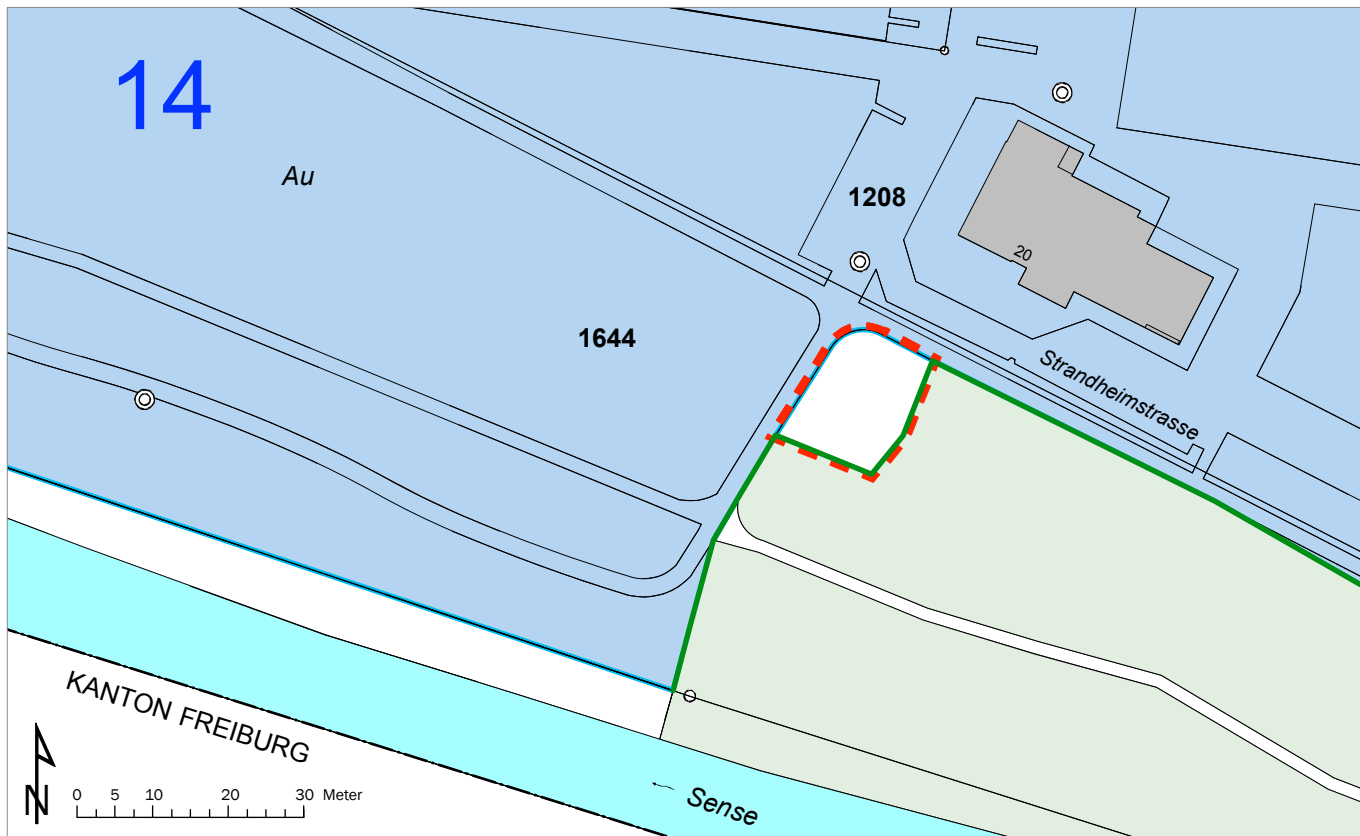 14
Au
1208
20
1644
Strandheimstrasse
KANTON FREIBURG
N
0 5 10 20 30 Meter
Sense